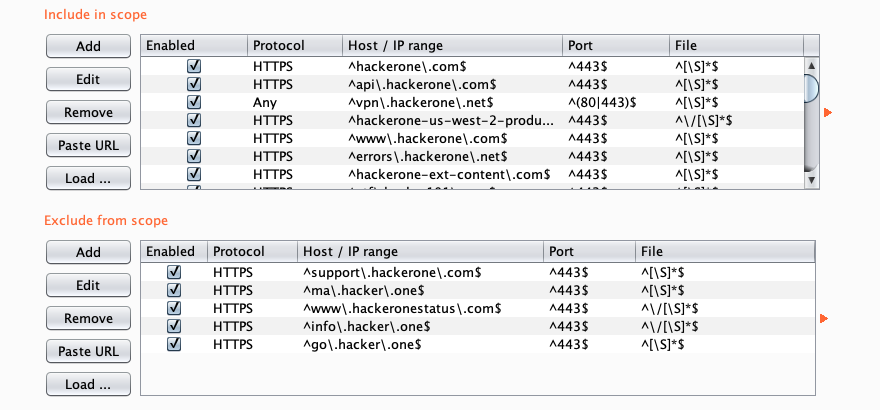 Include in scope
Add
Edit
Remove
Paste URL
Load ...
Enabled Protocol Host / IP range Port File
HTTPS ^hackerone\.com$ ^443$ ^[\S]*$
HTTPS ^api\.hackerone\.com$ ^443$ ^[\S]*$
Any ^vpn\.hackerone\.net$ ^(80|443)$ ^[\S]*$
HTTPS ^hackerone-us-west-2-produ... ^443$ ^\/[\S]*$
HTTPS ^www\.hackerone\.com$ ^443$ ^[\S]*$
HTTPS ^errors\.hackerone\.net$ ^443$ ^[\S]*$
HTTPS ^hackerone-ext-content\.com$ ^443$ ^[\S]*$
Exclude from scope
Add
Edit
Remove
Paste URL
Load ...
Enabled Protocol Host / IP range Port File
HTTPS ^support\.hackerone\.com$ ^443$ ^[\S]*$
HTTPS ^ma\.hacker\.one$ ^443$ ^[\S]*$
HTTPS ^www\.hackeronestatus\.com$ ^443$ ^\/[\S]*$
HTTPS ^info\.hacker\.one$ ^443$ ^\/[\S]*$
HTTPS ^go\.hacker\.one$ ^443$ ^[\S]*$